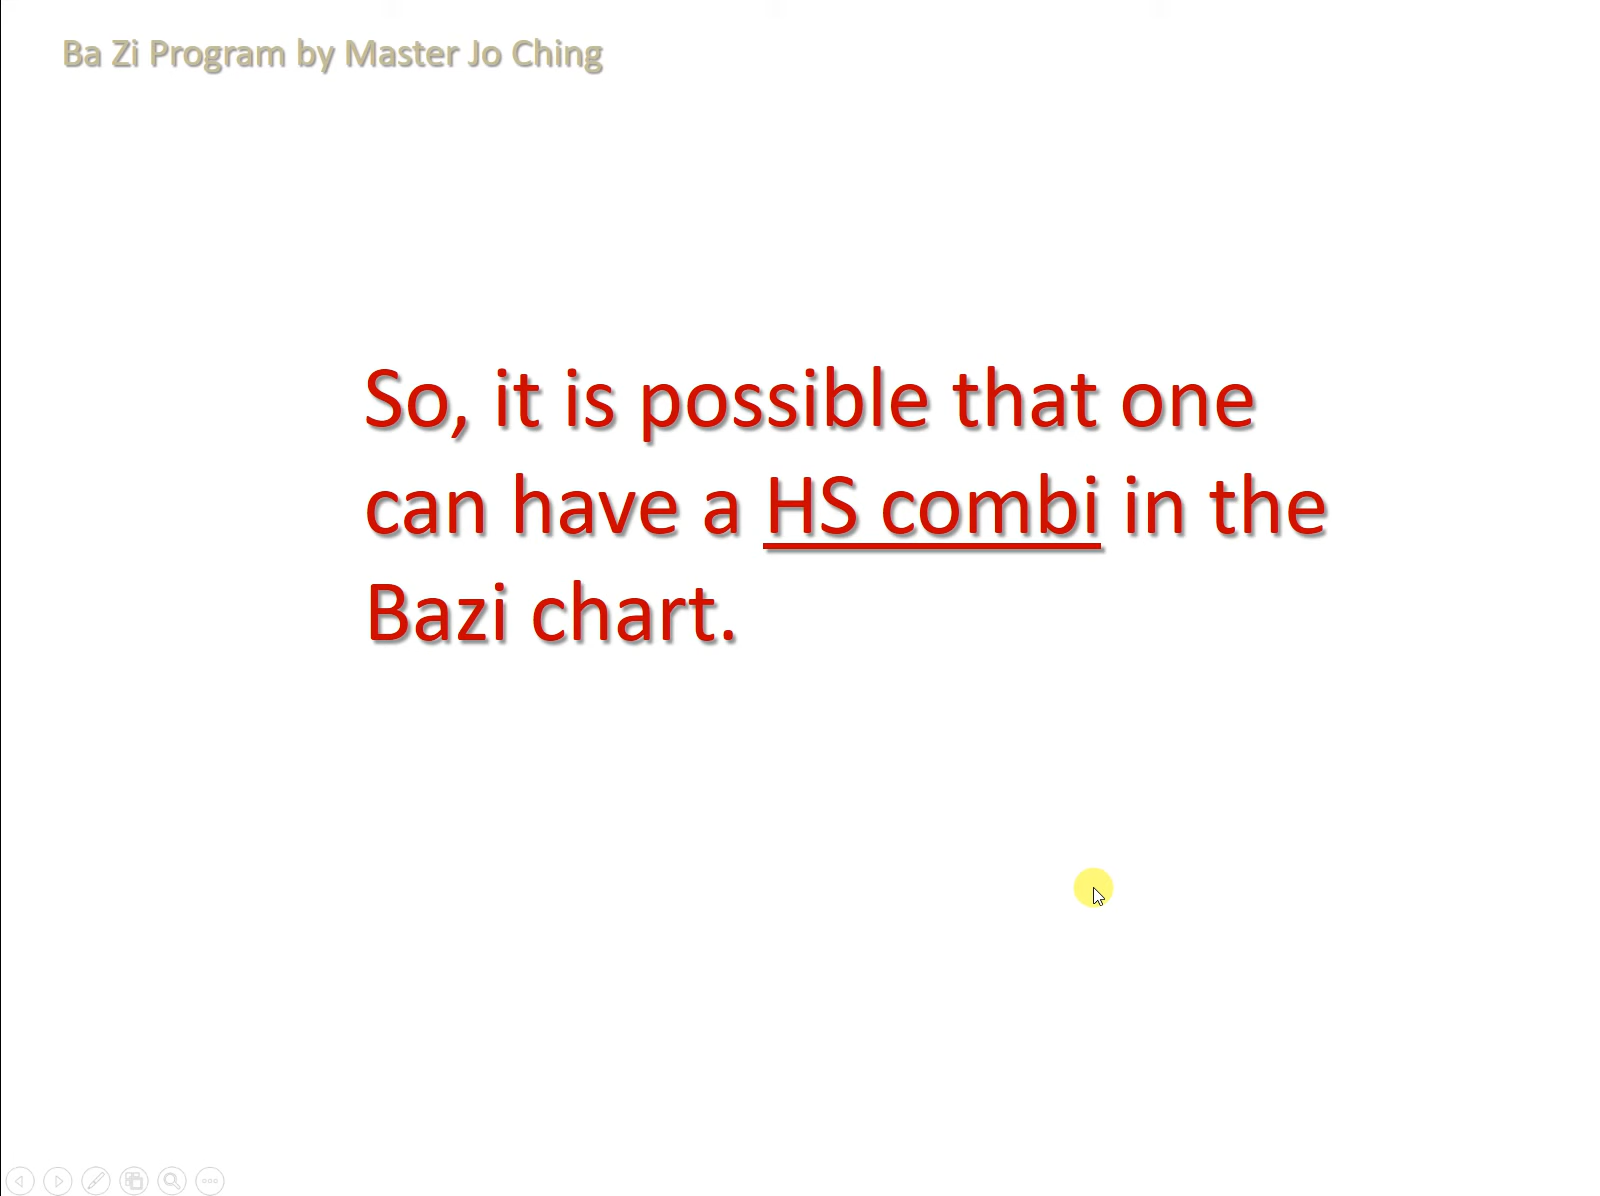 Ba Zi Program by Master Jo Ching
So, it is possible that one
can have a HS combi in the
Bazi chart.